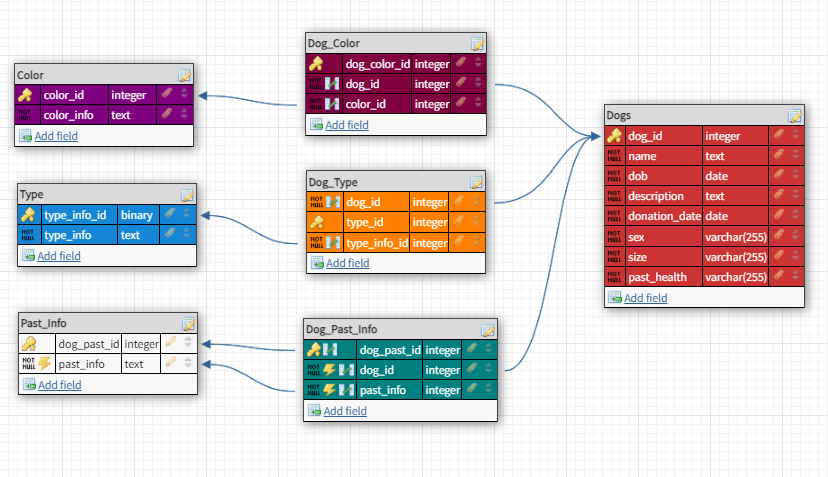 Color
color_id integer
NOT NULL color_info text
Add field
Type
type_info_id binary
NOT NULL type_info text
Add field
Past_Info
dog_past_id integer
NOT NULL past_info text
Add field
Dog_Color
dog_color_id integer
NOT NULL dog_id integer
NOT NULL color_id integer
Add field
Dog_Type
NOT NULL dog_id integer
type_id integer
NOT NULL type_info_id integer
Add field
Dog_Past_Info
dog_past_id integer
NOT NULL dog_id integer
NOT NULL past_info integer
Add field
Dogs
dog_id integer
NOT NULL name text
NOT NULL dob date
NOT NULL description text
NOT NULL donation_date date
NOT NULL sex varchar(255)
NOT NULL size varchar(255)
NOT NULL past_health varchar(255)
Add field